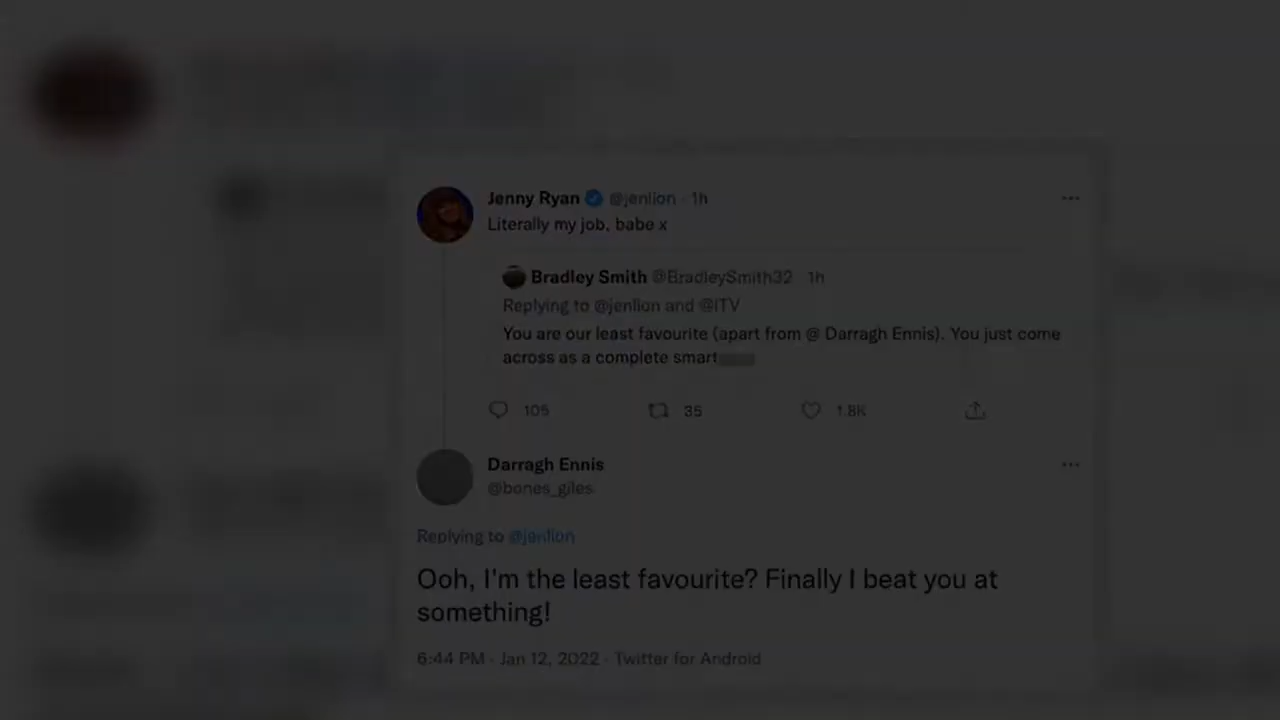 Jenny Ryan @jenlion · 1h
Literally my job, babe x
Bradley Smith @BradleySmith32 · 1h
Replying to @jenlion and @ITV
You are our least favourite (apart from @ Darragh Ennis). You just come
across as a complete smart
105 35 1.8K
Darragh Ennis
@bones_giles
Replying to @jenlion
Ooh, I'm the least favourite? Finally I beat you at
something!
6:44 PM · Jan 12, 2022 · Twitter for Android